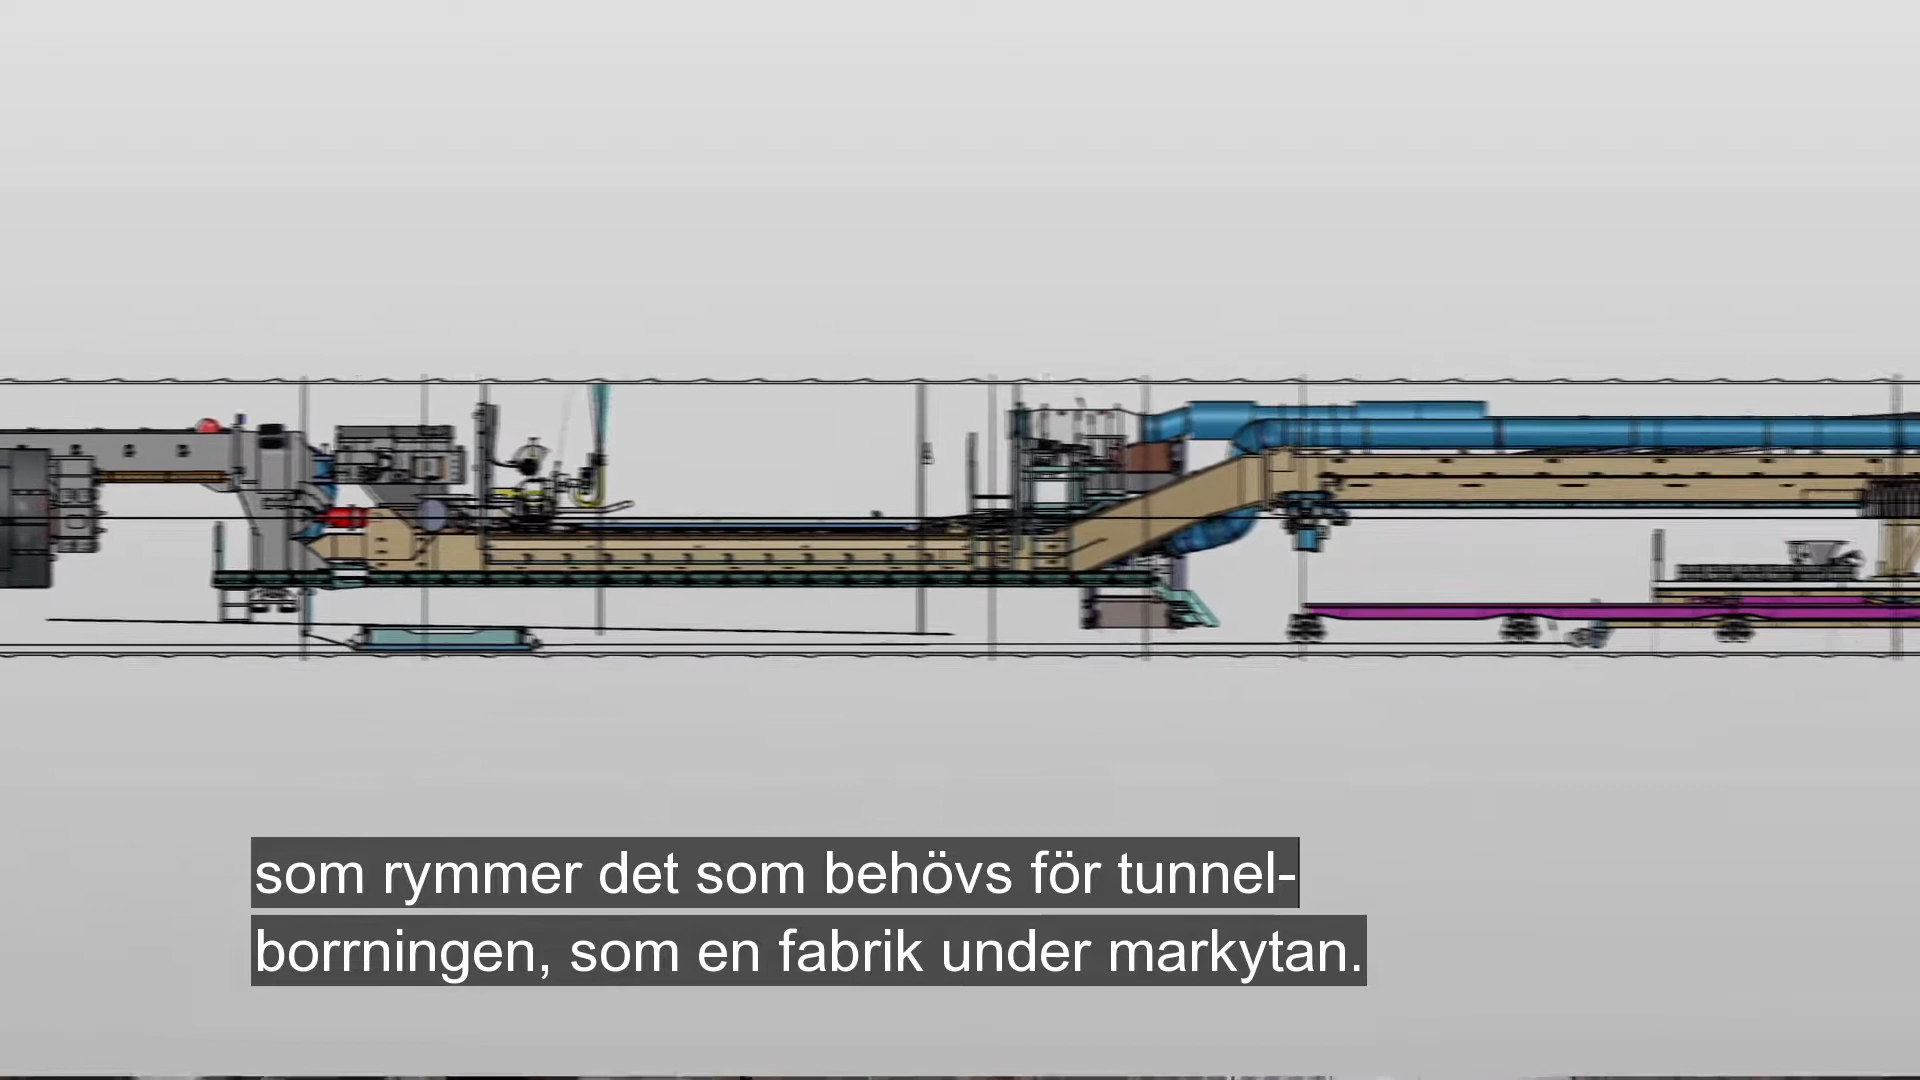 som rymmer det som behövs för tunnel-
borrningen, som en fabrik under markytan.